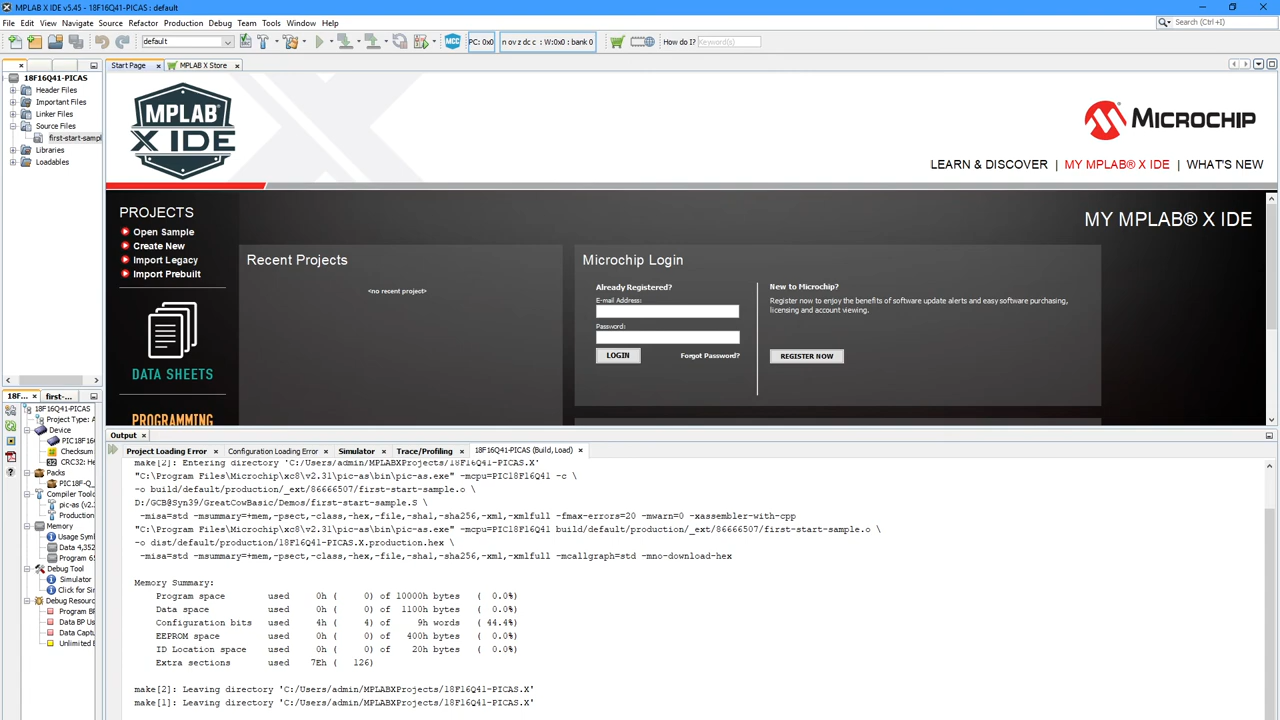 MPLAB X IDE v5.45 - 18F16Q41-PICAS : default
File Edit View Navigate Source Refactor Production Debug Team Tools Window Help
Search (Ctrl+I)
default
PC: 0x0
n ov z dc c : W:0x0 : bank 0
How do I?
Keyword(s)
18F16Q41-PICAS
Header Files
Important Files
Linker Files
Source Files
first-start-sampl
Libraries
Loadables
Start Page
MPLAB X Store
MPLAB
X IDE
MICROCHIP
LEARN & DISCOVER | MY MPLAB® X IDE | WHAT'S NEW
MY MPLAB® X IDE
PROJECTS
Open Sample
Create New
Import Legacy
Import Prebuilt
DATA SHEETS
PROGRAMMING
Recent Projects
<no recent project>
Microchip Login
Already Registered?
E-mail Address:
Password:
LOGIN
Forgot Password?
New to Microchip?
Register now to enjoy the benefits of software update alerts and easy software purchasing,
licensing and account viewing.
REGISTER NOW
18F...
first-...
18F16Q41-PICAS
Project Type: A
Device
PIC18F16
Checksum
CRC32: He
Packs
PIC18F-Q_
Compiler Tool
pic-as (v2.
Production
Memory
Usage Symb
Data 4,352
Program 65
Debug Tool
Simulator
Click for Sim
Debug Resourc
Program BP
Data BP Us
Data Captu
Unlimited B
Output
Project Loading Error
Configuration Loading Error
Simulator
Trace/Profiling
18F16Q41-PICAS (Build, Load)
make[2]: Entering directory 'C:/Users/admin/MPLABXProjects/18F16Q41-PICAS.X'
"C:\Program Files\Microchip\xc8\v2.31\pic-as\bin\pic-as.exe" -mcpu=PIC18F16Q41 -c \
-o build/default/production/_ext/86666507/first-start-sample.o \
D:/GCB@Syn39/GreatCowBasic/Demos/first-start-sample.S \
-misa=std -msummary=+mem,-psect,-class,-hex,-file,-sha1,-sha256,-xml,-xmlfull -fmax-errors=20 -mwarn=0 -xassembler-with-cpp
"C:\Program Files\Microchip\xc8\v2.31\pic-as\bin\pic-as.exe" -mcpu=PIC18F16Q41 build/default/production/_ext/86666507/first-start-sample.o \
-o dist/default/production/18F16Q41-PICAS.X.production.hex \
-misa=std -msummary=+mem,-psect,-class,-hex,-file,-sha1,-sha256,-xml,-xmlfull -mcallgraph=std -mno-download-hex
Memory Summary:
Program space used 0h ( 0) of 10000h bytes ( 0.0%)
Data space used 0h ( 0) of 1100h bytes ( 0.0%)
Configuration bits used 4h ( 4) of 9h words ( 44.4%)
EEPROM space used 0h ( 0) of 400h bytes ( 0.0%)
ID Location space used 0h ( 0) of 20h bytes ( 0.0%)
Extra sections used 7Eh ( 126)
make[2]: Leaving directory 'C:/Users/admin/MPLABXProjects/18F16Q41-PICAS.X'
make[1]: Leaving directory 'C:/Users/admin/MPLABXProjects/18F16Q41-PICAS.X'